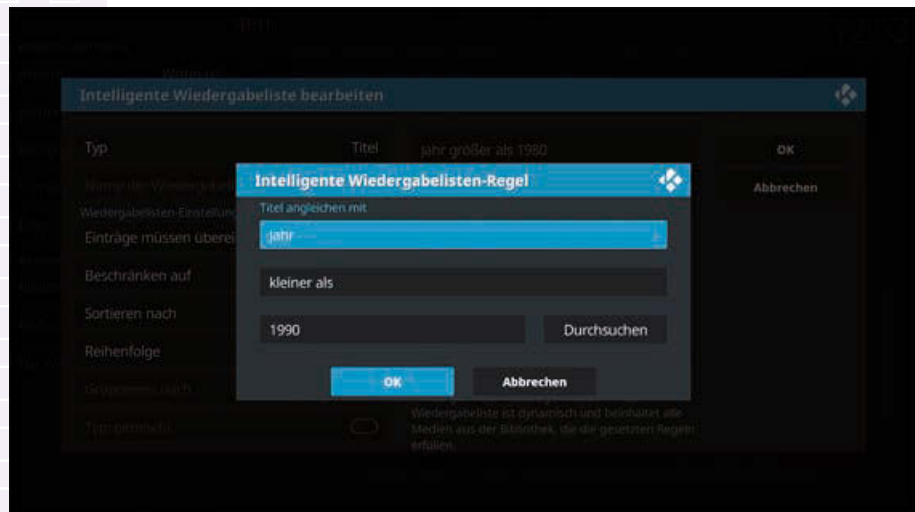 Intelligente Wiedergabeliste bearbeiten
Typ
Titel
Jahr größer als 1980
OK
Intelligente Wiedergabelisten-Regel
Abbrechen
Titel angleichen mit
Wiedergabelisten-Einstellung
Jahr
Einträge müssen überei
Beschränken auf
kleiner als
Sortieren nach
1990
Durchsuchen
Reihenfolge
OK
Abbrechen
Gruppieren nach
Wiedergabeliste ist dynamisch und beinhaltet alle
Medien aus der Bibliothek, die die gesetzten Regeln
erfüllen.